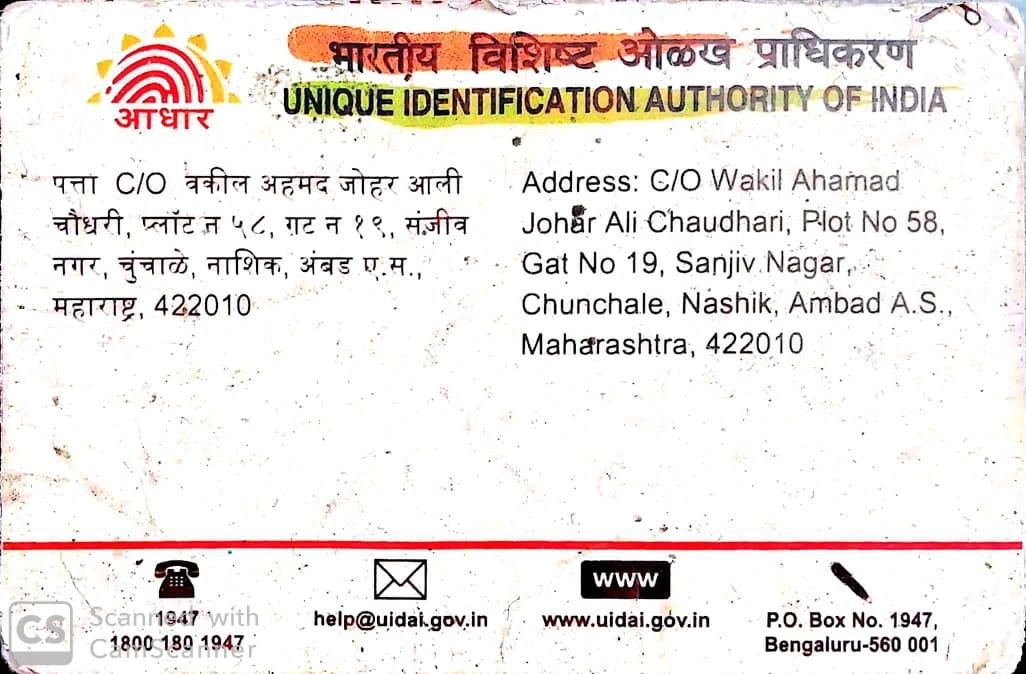 भारतीय विशिष्ट ओळख प्राधिकरण
UNIQUE IDENTIFICATION AUTHORITY OF INDIA
आधार
पत्ता C/O वकील अहमद जोहर आली
चौधरी, प्लॉट न ५८, गट न १९, संजीव
नगर, चुंचाळे, नाशिक, अंबड ए.स.,
महाराष्ट्र, 422010
Address: C/O Wakil Ahamad
Johar Ali Chaudhari, Plot No 58,
Gat No 19, Sanjiv Nagar,
Chunchale, Nashik, Ambad A.S.,
Maharashtra, 422010
1947
1800 180 1947
help@uidai.gov.in
www
www.uidai.gov.in
P.O. Box No. 1947,
Bengaluru-560 001
CS
Scanned with
CamScanner